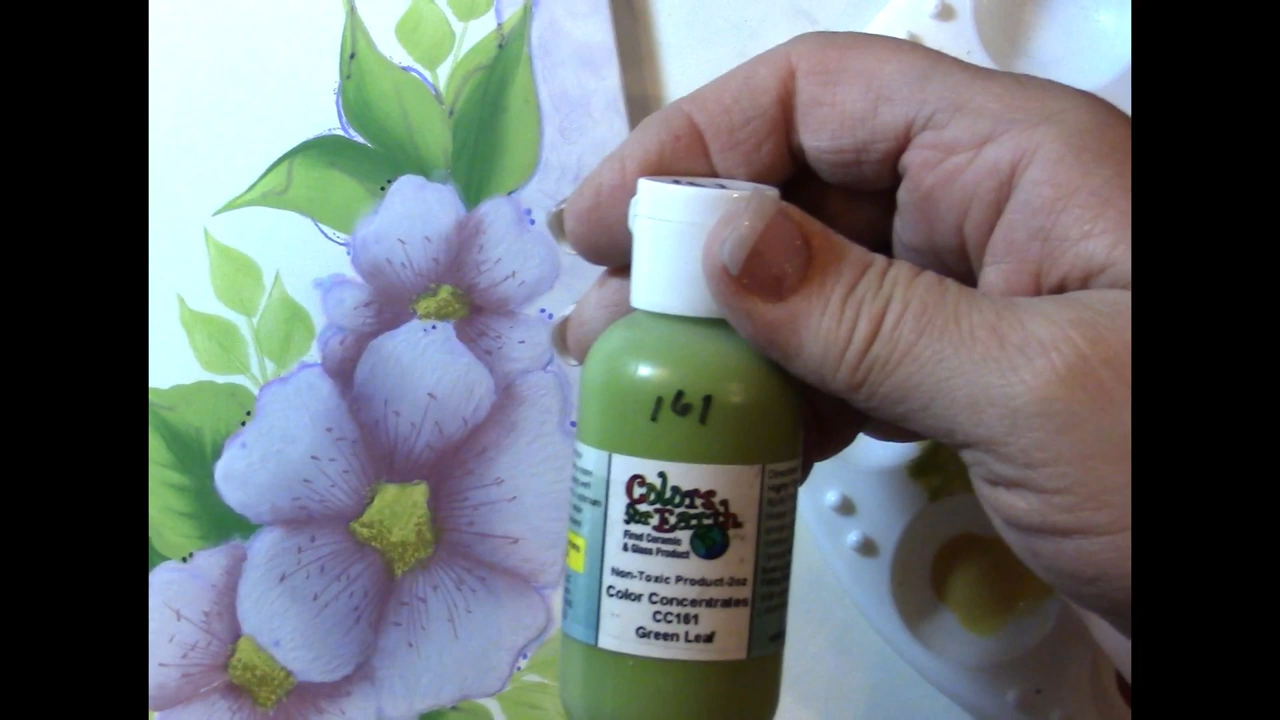 161
Colors
for Earth
Fired Ceramic
& Glass Product
Non-Toxic Product-2oz
Color Concentrates
CC161
Green Leaf